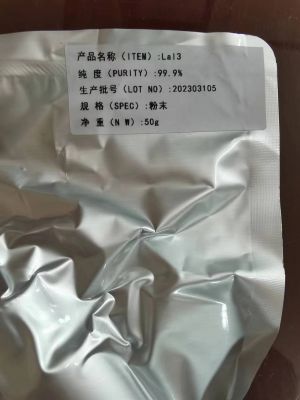 产品名称（ITEM）:LaI3
纯 度（PURITY）:99.9%
生产批号（LOT NO）:202303105
规 格（SPEC）:粉末
净 重（N W）:50g